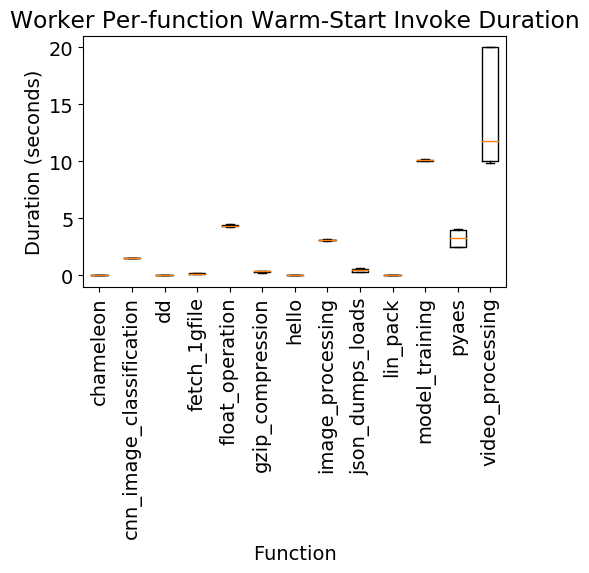 Worker Per-function Warm-Start Invoke Duration
Duration (seconds)
20
15
10
5
0
chameleon
cnn_image_classification
dd
fetch_1gfile
float_operation
gzip_compression
hello
image_processing
json_dumps_loads
lin_pack
model_training
pyaes
video_processing
Function